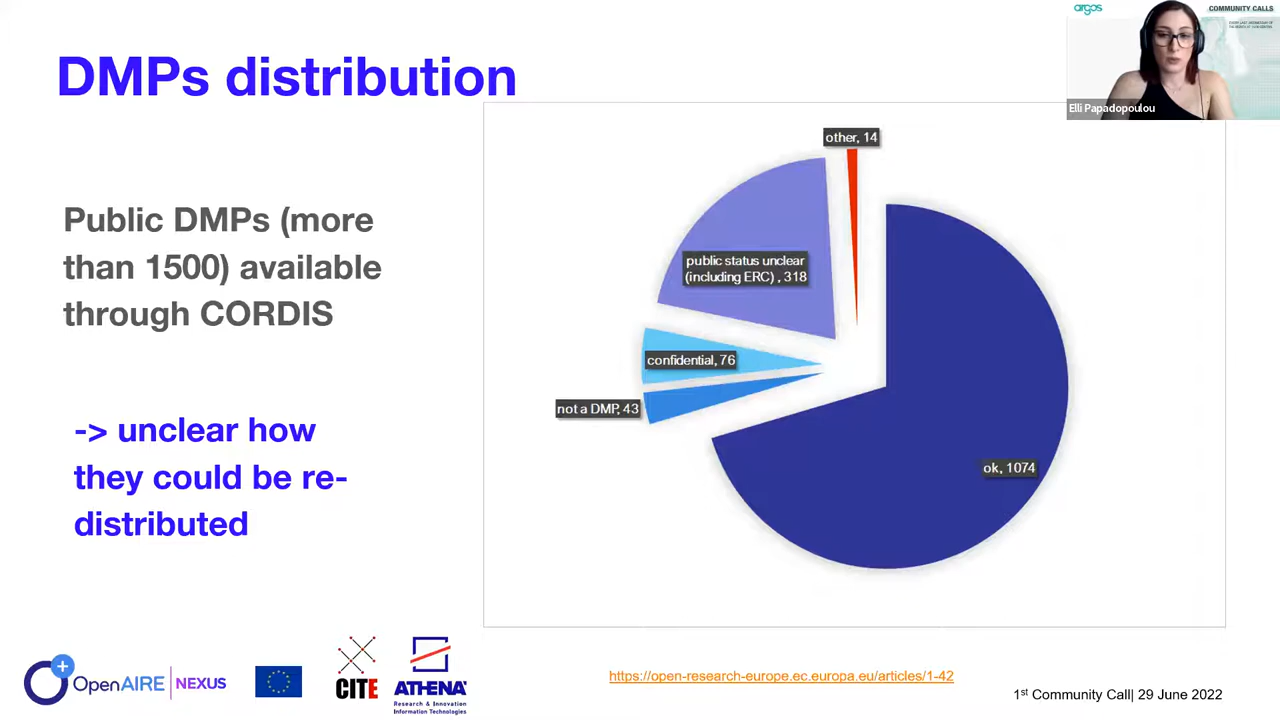 argos
COMMUNITY CALLS
Elli Papadopoulou
DMPs distribution
Public DMPs (more
than 1500) available
through CORDIS
-> unclear how
they could be re-
distributed
other, 14
public status unclear
(including ERC) , 318
confidential, 76
not a DMP, 43
ok, 1074
OpenAIRE NEXUS
CITE
ATHENA
Research & Innovation
Information Technologies
https://open-research-europe.ec.europa.eu/articles/1-42
1st Community Call| 29 June 2022